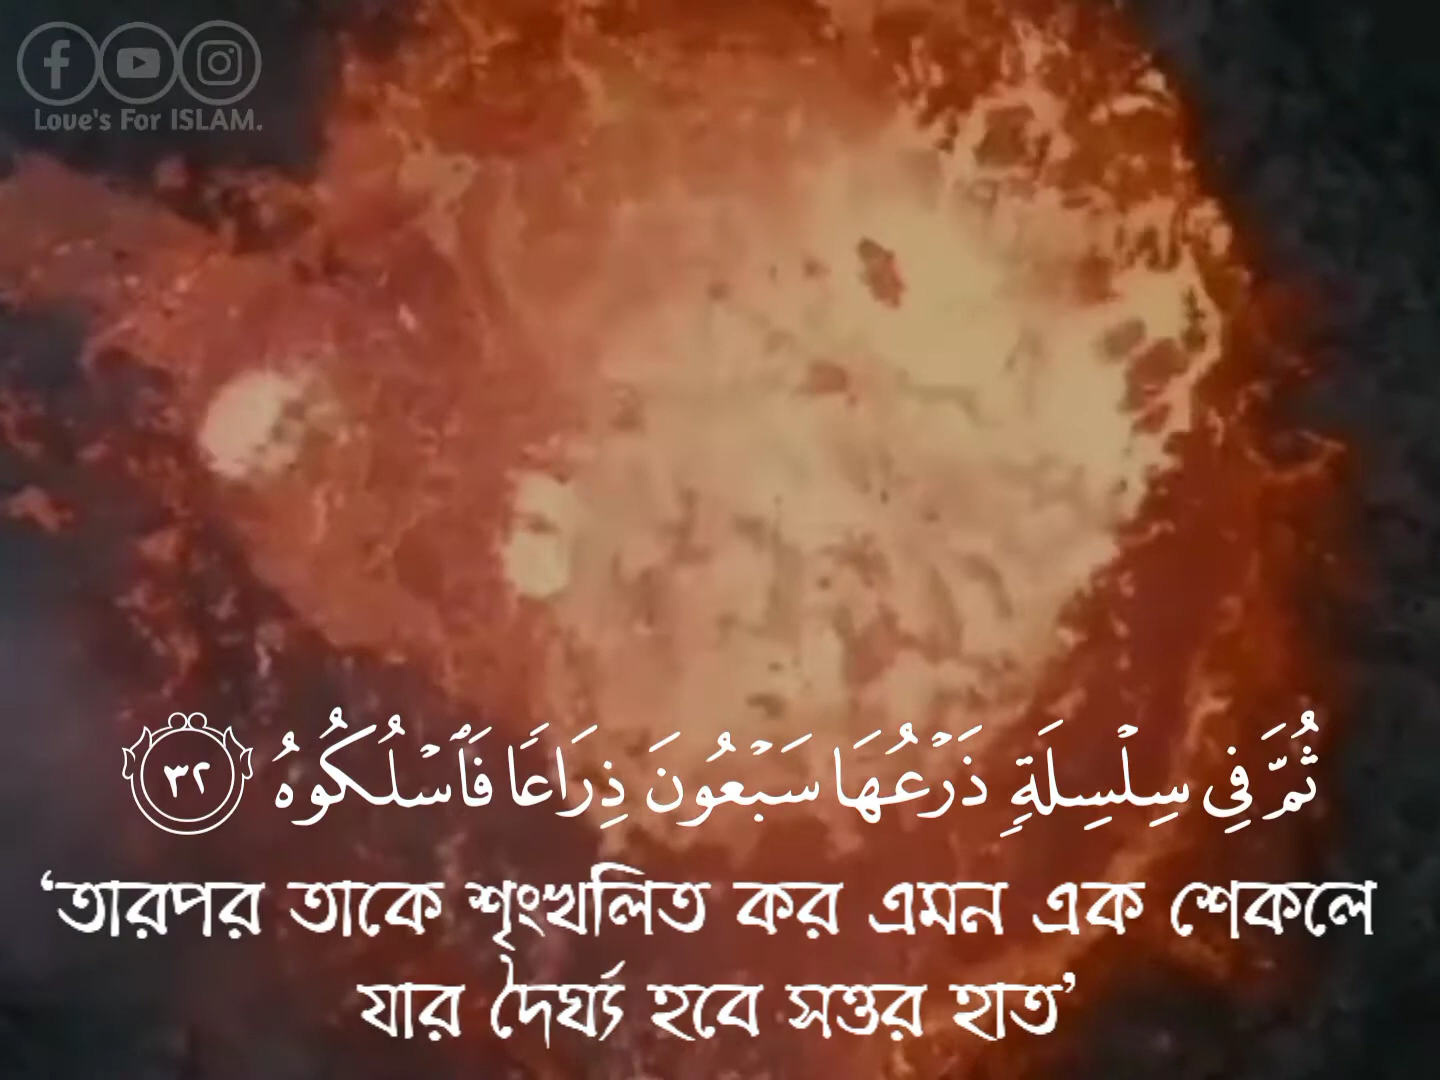 Love's For ISLAM.
ثُمَّ فِي سِلْسِلَةٍ ذَرْعُهَا سَبْعُونَ ذِرَاعًا فَاسْلُكُوهُ ٣٢
‘তারপর তাকে শৃংখলিত কর এমন এক শেকলে
যার দৈর্ঘ্য হবে সত্তর হাত’